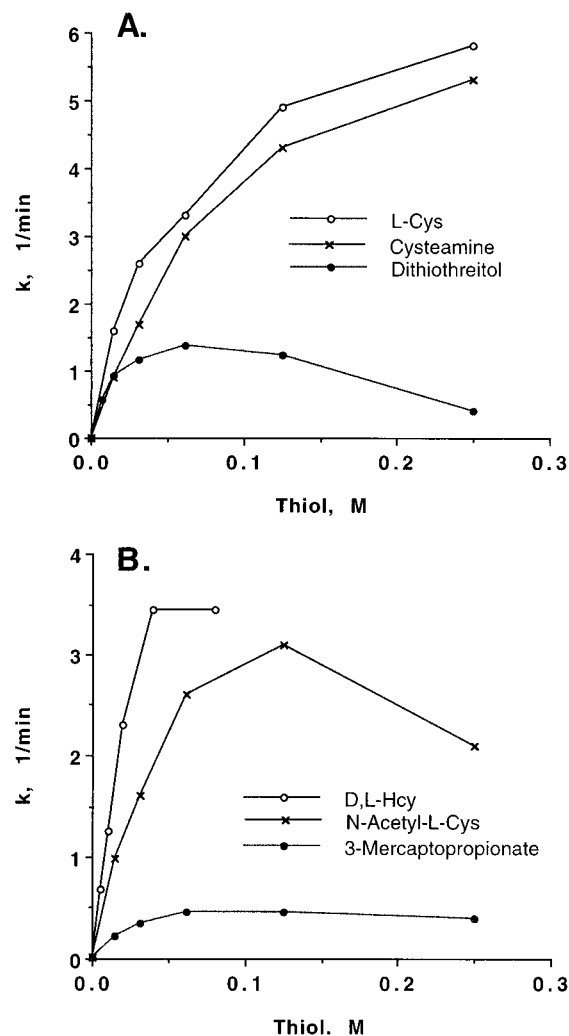 A.
6
5
4
3
2
1
0
k, 1/min
L-Cys
Cysteamine
Dithiothreitol
0.0 0.1 0.2 0.3
Thiol, M
B.
4
3
2
1
0
k, 1/min
D,L-Hcy
N-Acetyl-L-Cys
3-Mercaptopropionate
0.0 0.1 0.2 0.3
Thiol. M